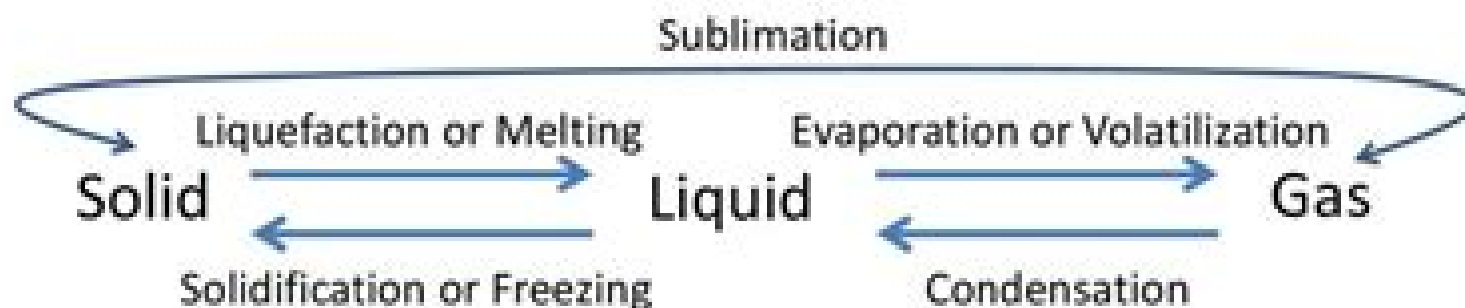 Sublimation
Liquefaction or Melting
Evaporation or Volatilization
Solid
Liquid
Gas
Solidification or Freezing
Condensation